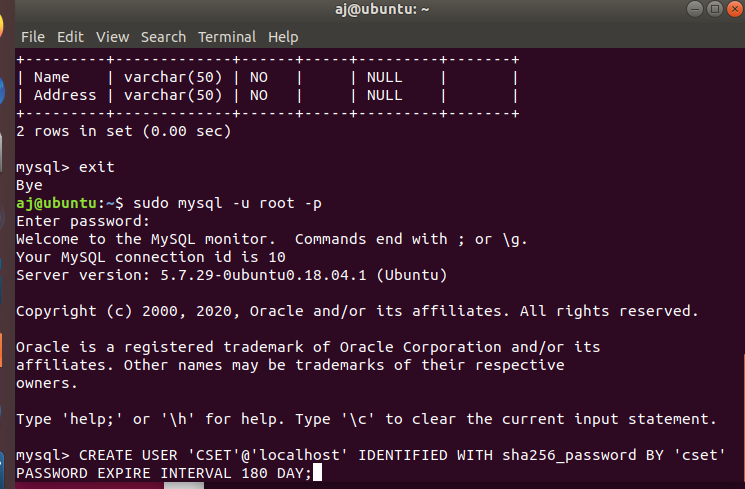 aj@ubuntu: ~
File Edit View Search Terminal Help
+---------+-------------+------+-----+---------+-------+
| Name    | varchar(50) | NO   |     | NULL    |       |
| Address | varchar(50) | NO   |     | NULL    |       |
+---------+-------------+------+-----+---------+-------+
2 rows in set (0.00 sec)
mysql> exit
Bye
aj@ubuntu:~$ sudo mysql -u root -p
Enter password:
Welcome to the MySQL monitor.  Commands end with ; or \g.
Your MySQL connection id is 10
Server version: 5.7.29-0ubuntu0.18.04.1 (Ubuntu)
Copyright (c) 2000, 2020, Oracle and/or its affiliates. All rights reserved.
Oracle is a registered trademark of Oracle Corporation and/or its
affiliates. Other names may be trademarks of their respective
owners.
Type 'help;' or '\h' for help. Type '\c' to clear the current input statement.
mysql> CREATE USER 'CSET'@'localhost' IDENTIFIED WITH sha256_password BY 'cset'
PASSWORD EXPIRE INTERVAL 180 DAY;